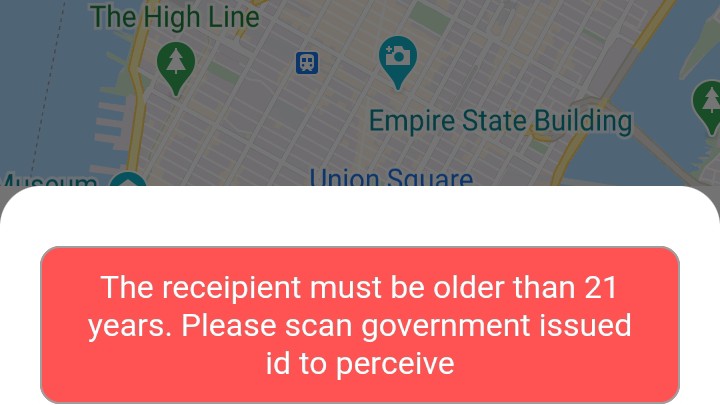 The High Line
Empire State Building
Museum
Union Square
The receipient must be older than 21
years. Please scan government issued
id to perceive